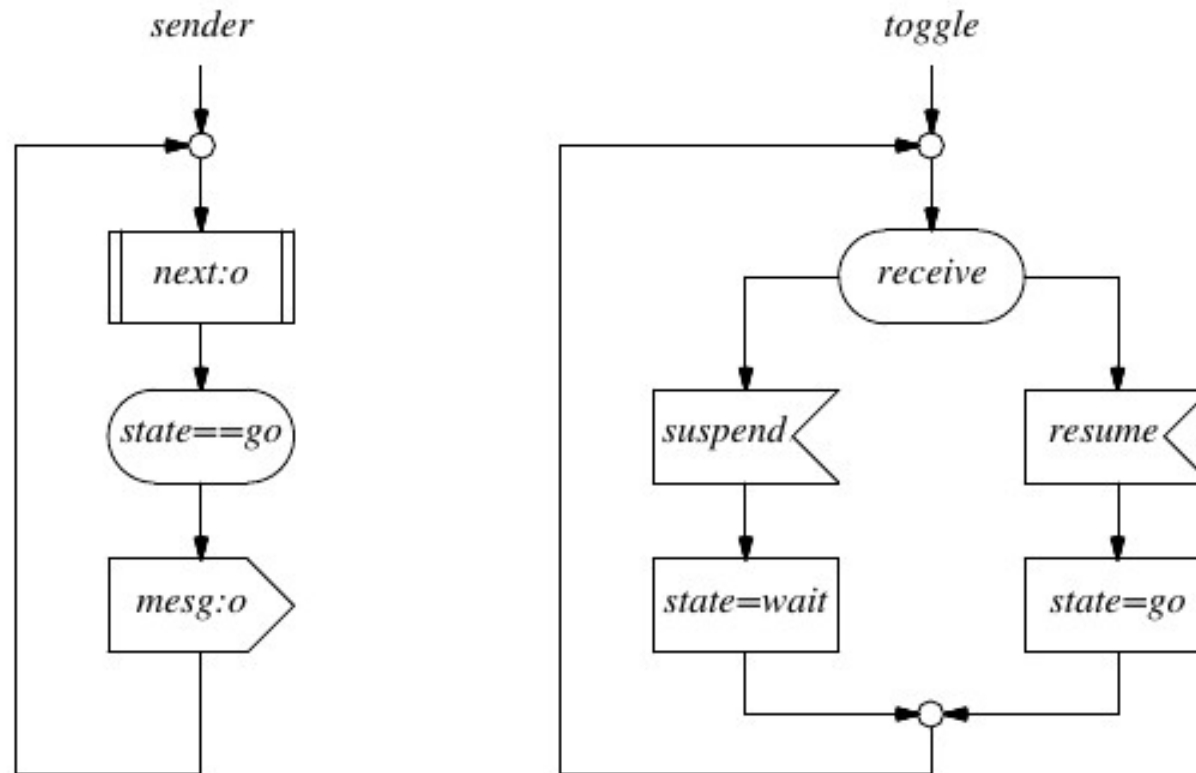 sender
next:o
state==go
mesg:o
toggle
receive
suspend
resume
state=wait
state=go